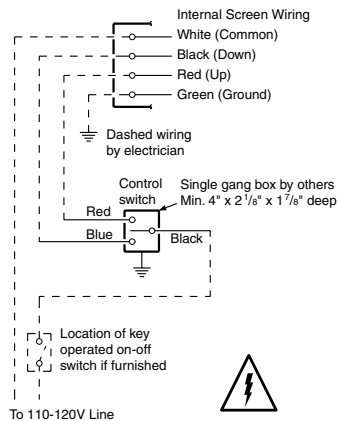 Internal Screen Wiring
White (Common)
Black (Down)
Red (Up)
Green (Ground)
Dashed wiring
by electrician
Control
switch
Single gang box by others
Min. 4" x 2 1/8" x 1 7/8" deep
Red
Blue
Black
Location of key
operated on-off
switch if furnished
To 110-120V Line